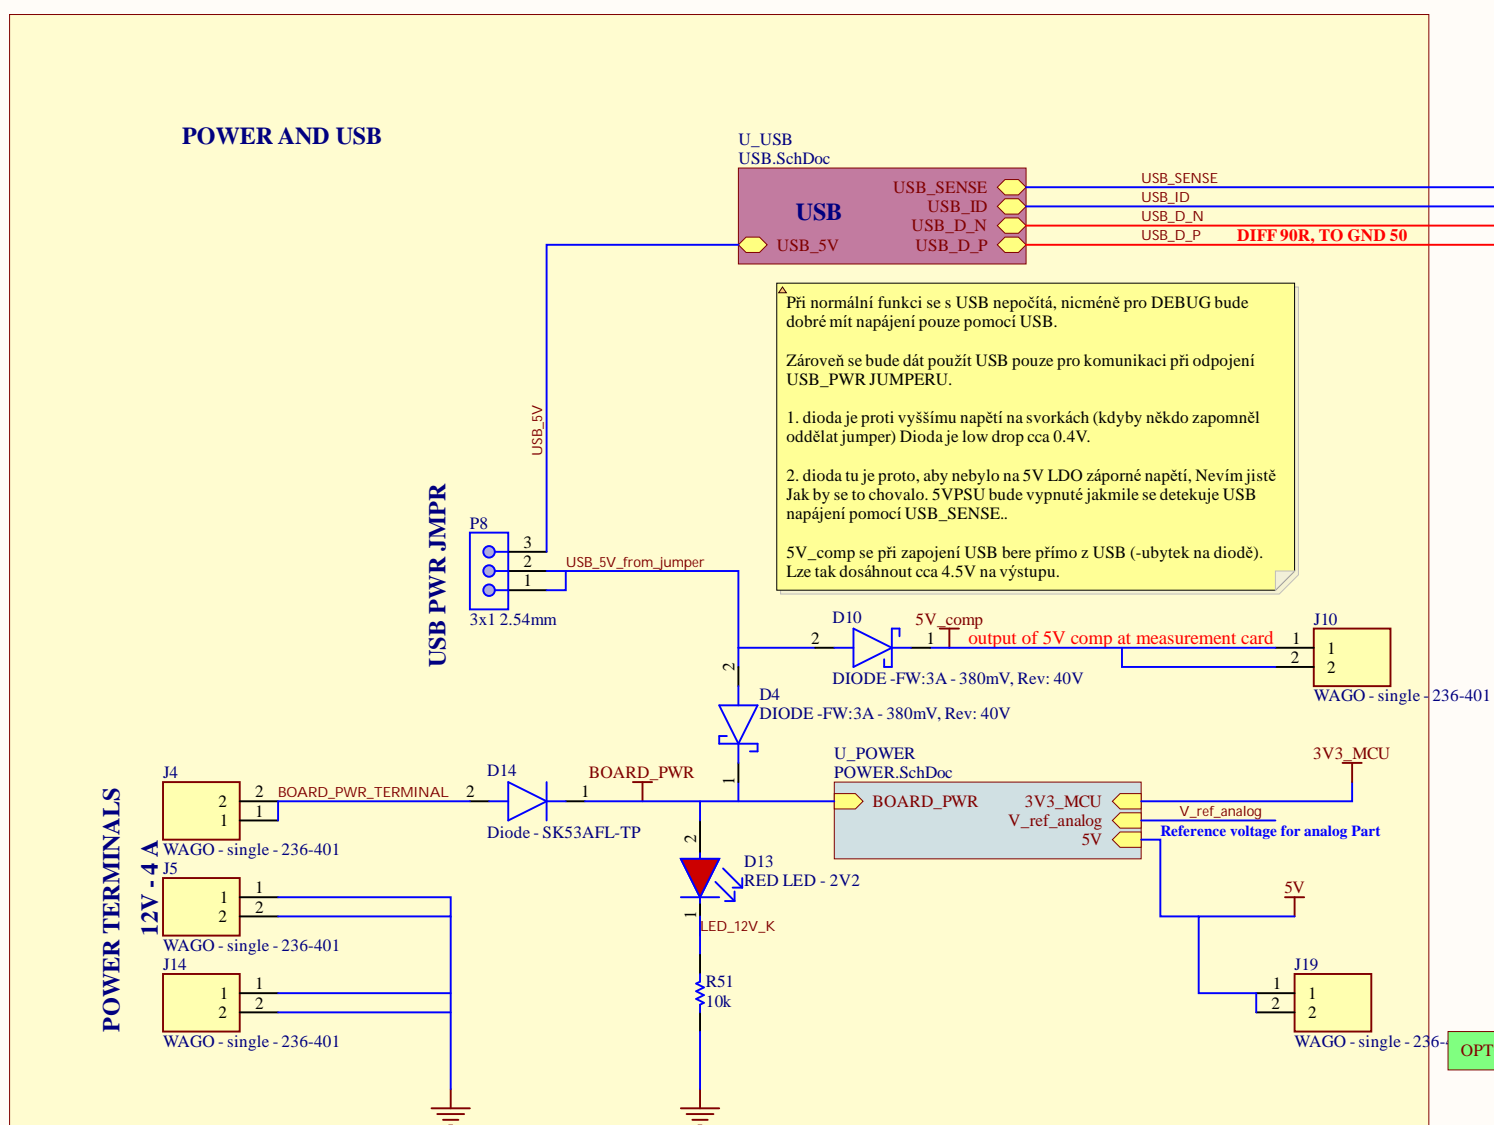 POWER AND USB
U_USB
USB.SchDoc
USB
USB_SENSE
USB_ID
USB_D_N
USB_5V
USB_D_P
USB_SENSE
USB_ID
USB_D_N
USB_D_P
DIFF 90R, TO GND 50
Při normální funkci se s USB nepočítá, nicméně pro DEBUG bude
dobré mít napájení pouze pomocí USB.
Zároveň se bude dát použít USB pouze pro komunikaci při odpojení
USB_PWR JUMPERU.
1. dioda je proti vyššímu napětí na svorkách (kdyby někdo zapomněl
oddělat jumper) Dioda je low drop cca 0.4V.
2. dioda tu je proto, aby nebylo na 5V LDO záporné napětí, Nevím jistě
Jak by se to chovalo. 5VPSU bude vypnuté jakmile se detekuje USB
napájení pomocí USB_SENSE..
5V_comp se při zapojení USB bere přímo z USB (-ubytek na diodě).
Lze tak dosáhnout cca 4.5V na výstupu.
USB_5V
USB PWR JMPR
P8
3
2
1
3x1 2.54mm
USB_5V_from_jumper
D10
2
1
DIODE -FW:3A - 380mV, Rev: 40V
5V_comp
output of 5V comp at measurement card
J10
1
2
1
2
WAGO - single - 236-401
2
D4
DIODE -FW:3A - 380mV, Rev: 40V
1
POWER TERMINALS
12V - 4 A
J4
2
1
2
1
WAGO - single - 236-401
BOARD_PWR_TERMINAL
D14
2
1
Diode - SK53AFL-TP
BOARD_PWR
U_POWER
POWER.SchDoc
BOARD_PWR
3V3_MCU
V_ref_analog
5V
3V3_MCU
V_ref_analog
Reference voltage for analog Part
J5
1
2
1
2
WAGO - single - 236-401
2
D13
RED LED - 2V2
1
LED_12V_K
5V
J14
1
2
1
2
WAGO - single - 236-401
R51
10k
J19
1
2
1
2
WAGO - single - 236-
OPT